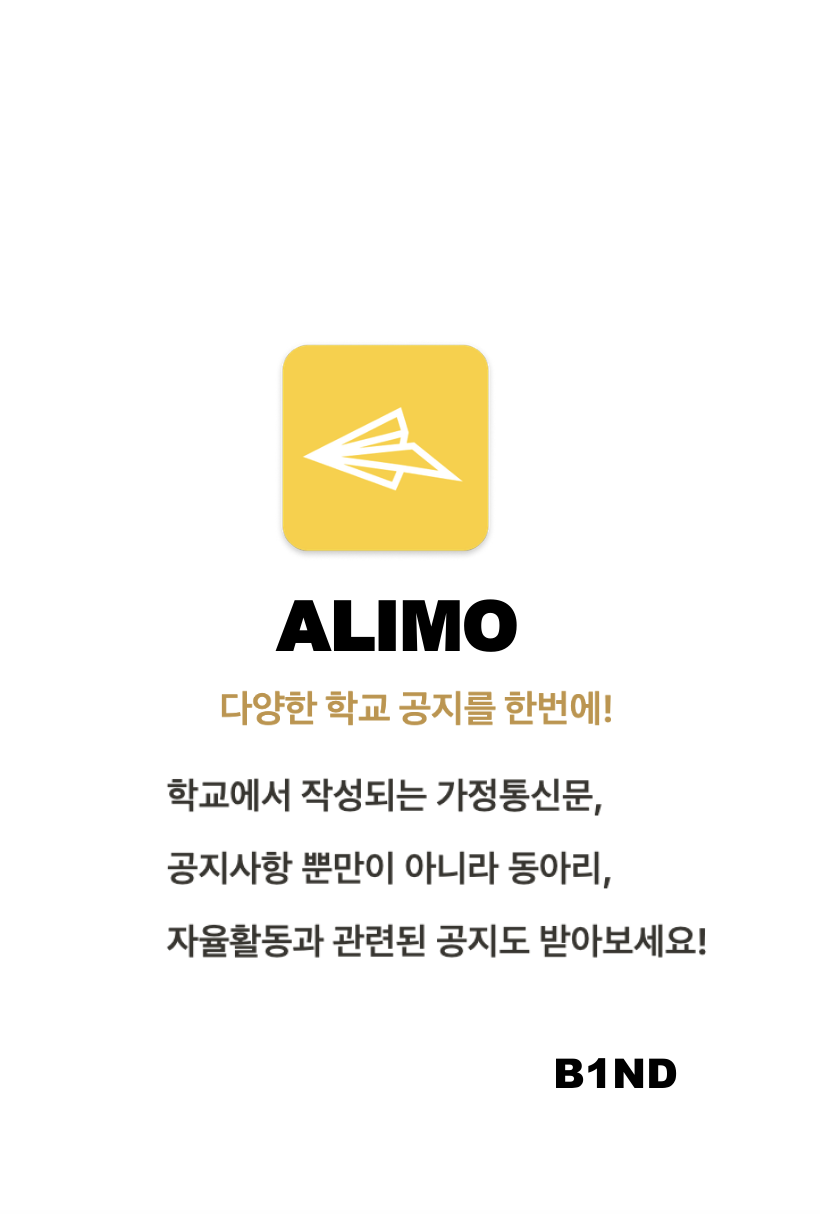 ALIMO
다양한 학교 공지를 한번에!
학교에서 작성되는 가정통신문,
공지사항 뿐만이 아니라 동아리,
자율활동과 관련된 공지도 받아보세요!
B1ND